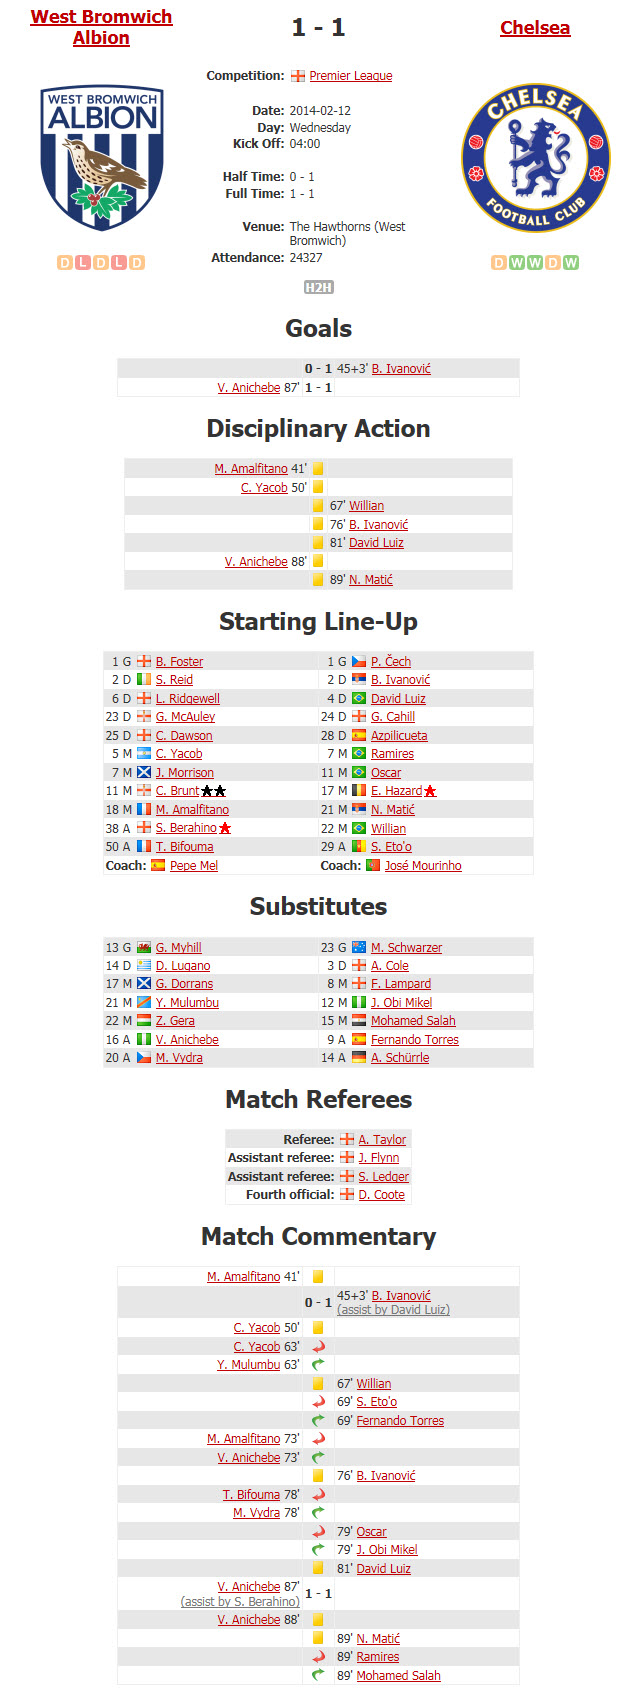 West Bromwich
Albion
1 - 1
Chelsea
Competition: Premier League
Date: 2014-02-12
Day: Wednesday
Kick Off: 04:00
Half Time: 0 - 1
Full Time: 1 - 1
Venue: The Hawthorns (West
Bromwich)
Attendance: 24327
WEST BROMWICH
ALBION
CHELSEA
FOOTBALL CLUB
D L D L D
D W W D W
H2H
Goals
0 - 1 45+3' B. Ivanović
V. Anichebe 87' 1 - 1
Disciplinary Action
M. Amalfitano 41'
C. Yacob 50'
67' Willian
76' B. Ivanović
81' David Luiz
V. Anichebe 88'
89' N. Matić
Starting Line-Up
1 G B. Foster 1 G P. Čech
2 D S. Reid 2 D B. Ivanović
6 D L. Ridgewell 4 D David Luiz
23 D G. McAuley 24 D G. Cahill
25 D C. Dawson 28 D Azpilicueta
5 M C. Yacob 7 M Ramires
7 M J. Morrison 11 M Oscar
11 M C. Brunt 17 M E. Hazard
18 M M. Amalfitano 21 M N. Matić
38 A S. Berahino 22 M Willian
50 A T. Bifouma 29 A S. Eto'o
Coach: Pepe Mel Coach: José Mourinho
Substitutes
13 G G. Myhill 23 G M. Schwarzer
14 D D. Lugano 3 D A. Cole
17 M G. Dorrans 8 M F. Lampard
21 M Y. Mulumbu 12 M J. Obi Mikel
22 M Z. Gera 15 M Mohamed Salah
16 A V. Anichebe 9 A Fernando Torres
20 A M. Vydra 14 A A. Schürrle
Match Referees
Referee: A. Taylor
Assistant referee: J. Flynn
Assistant referee: S. Ledger
Fourth official: D. Coote
Match Commentary
M. Amalfitano 41'
0 - 1 45+3' B. Ivanović
(assist by David Luiz)
C. Yacob 50'
C. Yacob 63'
Y. Mulumbu 63'
67' Willian
69' S. Eto'o
69' Fernando Torres
M. Amalfitano 73'
V. Anichebe 73'
76' B. Ivanović
T. Bifouma 78'
M. Vydra 78'
79' Oscar
79' J. Obi Mikel
81' David Luiz
V. Anichebe 87' 1 - 1
(assist by S. Berahino)
V. Anichebe 88'
89' N. Matić
89' Ramires
89' Mohamed Salah